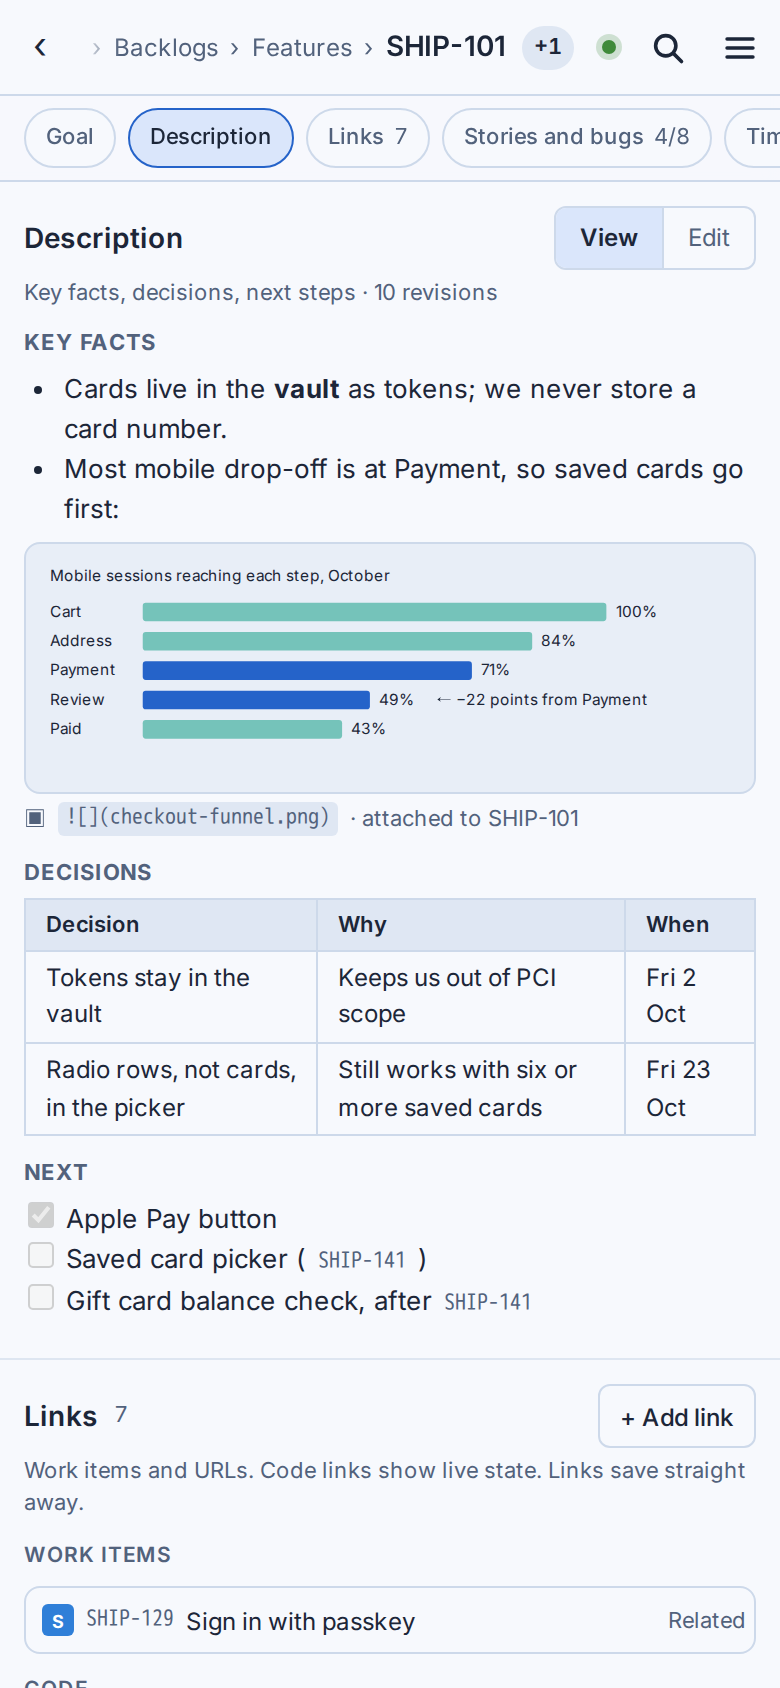 ‹ › Backlogs › Features › SHIP-101 +1
Goal Description Links 7 Stories and bugs 4/8 Tim
Description View Edit
Key facts, decisions, next steps · 10 revisions
KEY FACTS
• Cards live in the vault as tokens; we never store a
card number.
• Most mobile drop-off is at Payment, so saved cards go
first:
Mobile sessions reaching each step, October
Cart 100%
Address 84%
Payment 71%
Review 49% ← −22 points from Payment
Paid 43%
▣ ![](checkout-funnel.png) · attached to SHIP-101
DECISIONS
Decision Why When
Tokens stay in the Keeps us out of PCI Fri 2
vault scope Oct
Radio rows, not cards, Still works with six or Fri 23
in the picker more saved cards Oct
NEXT
Apple Pay button
Saved card picker ( SHIP-141 )
Gift card balance check, after SHIP-141
Links 7 + Add link
Work items and URLs. Code links show live state. Links save straight
away.
WORK ITEMS
S SHIP-129 Sign in with passkey Related
CODE